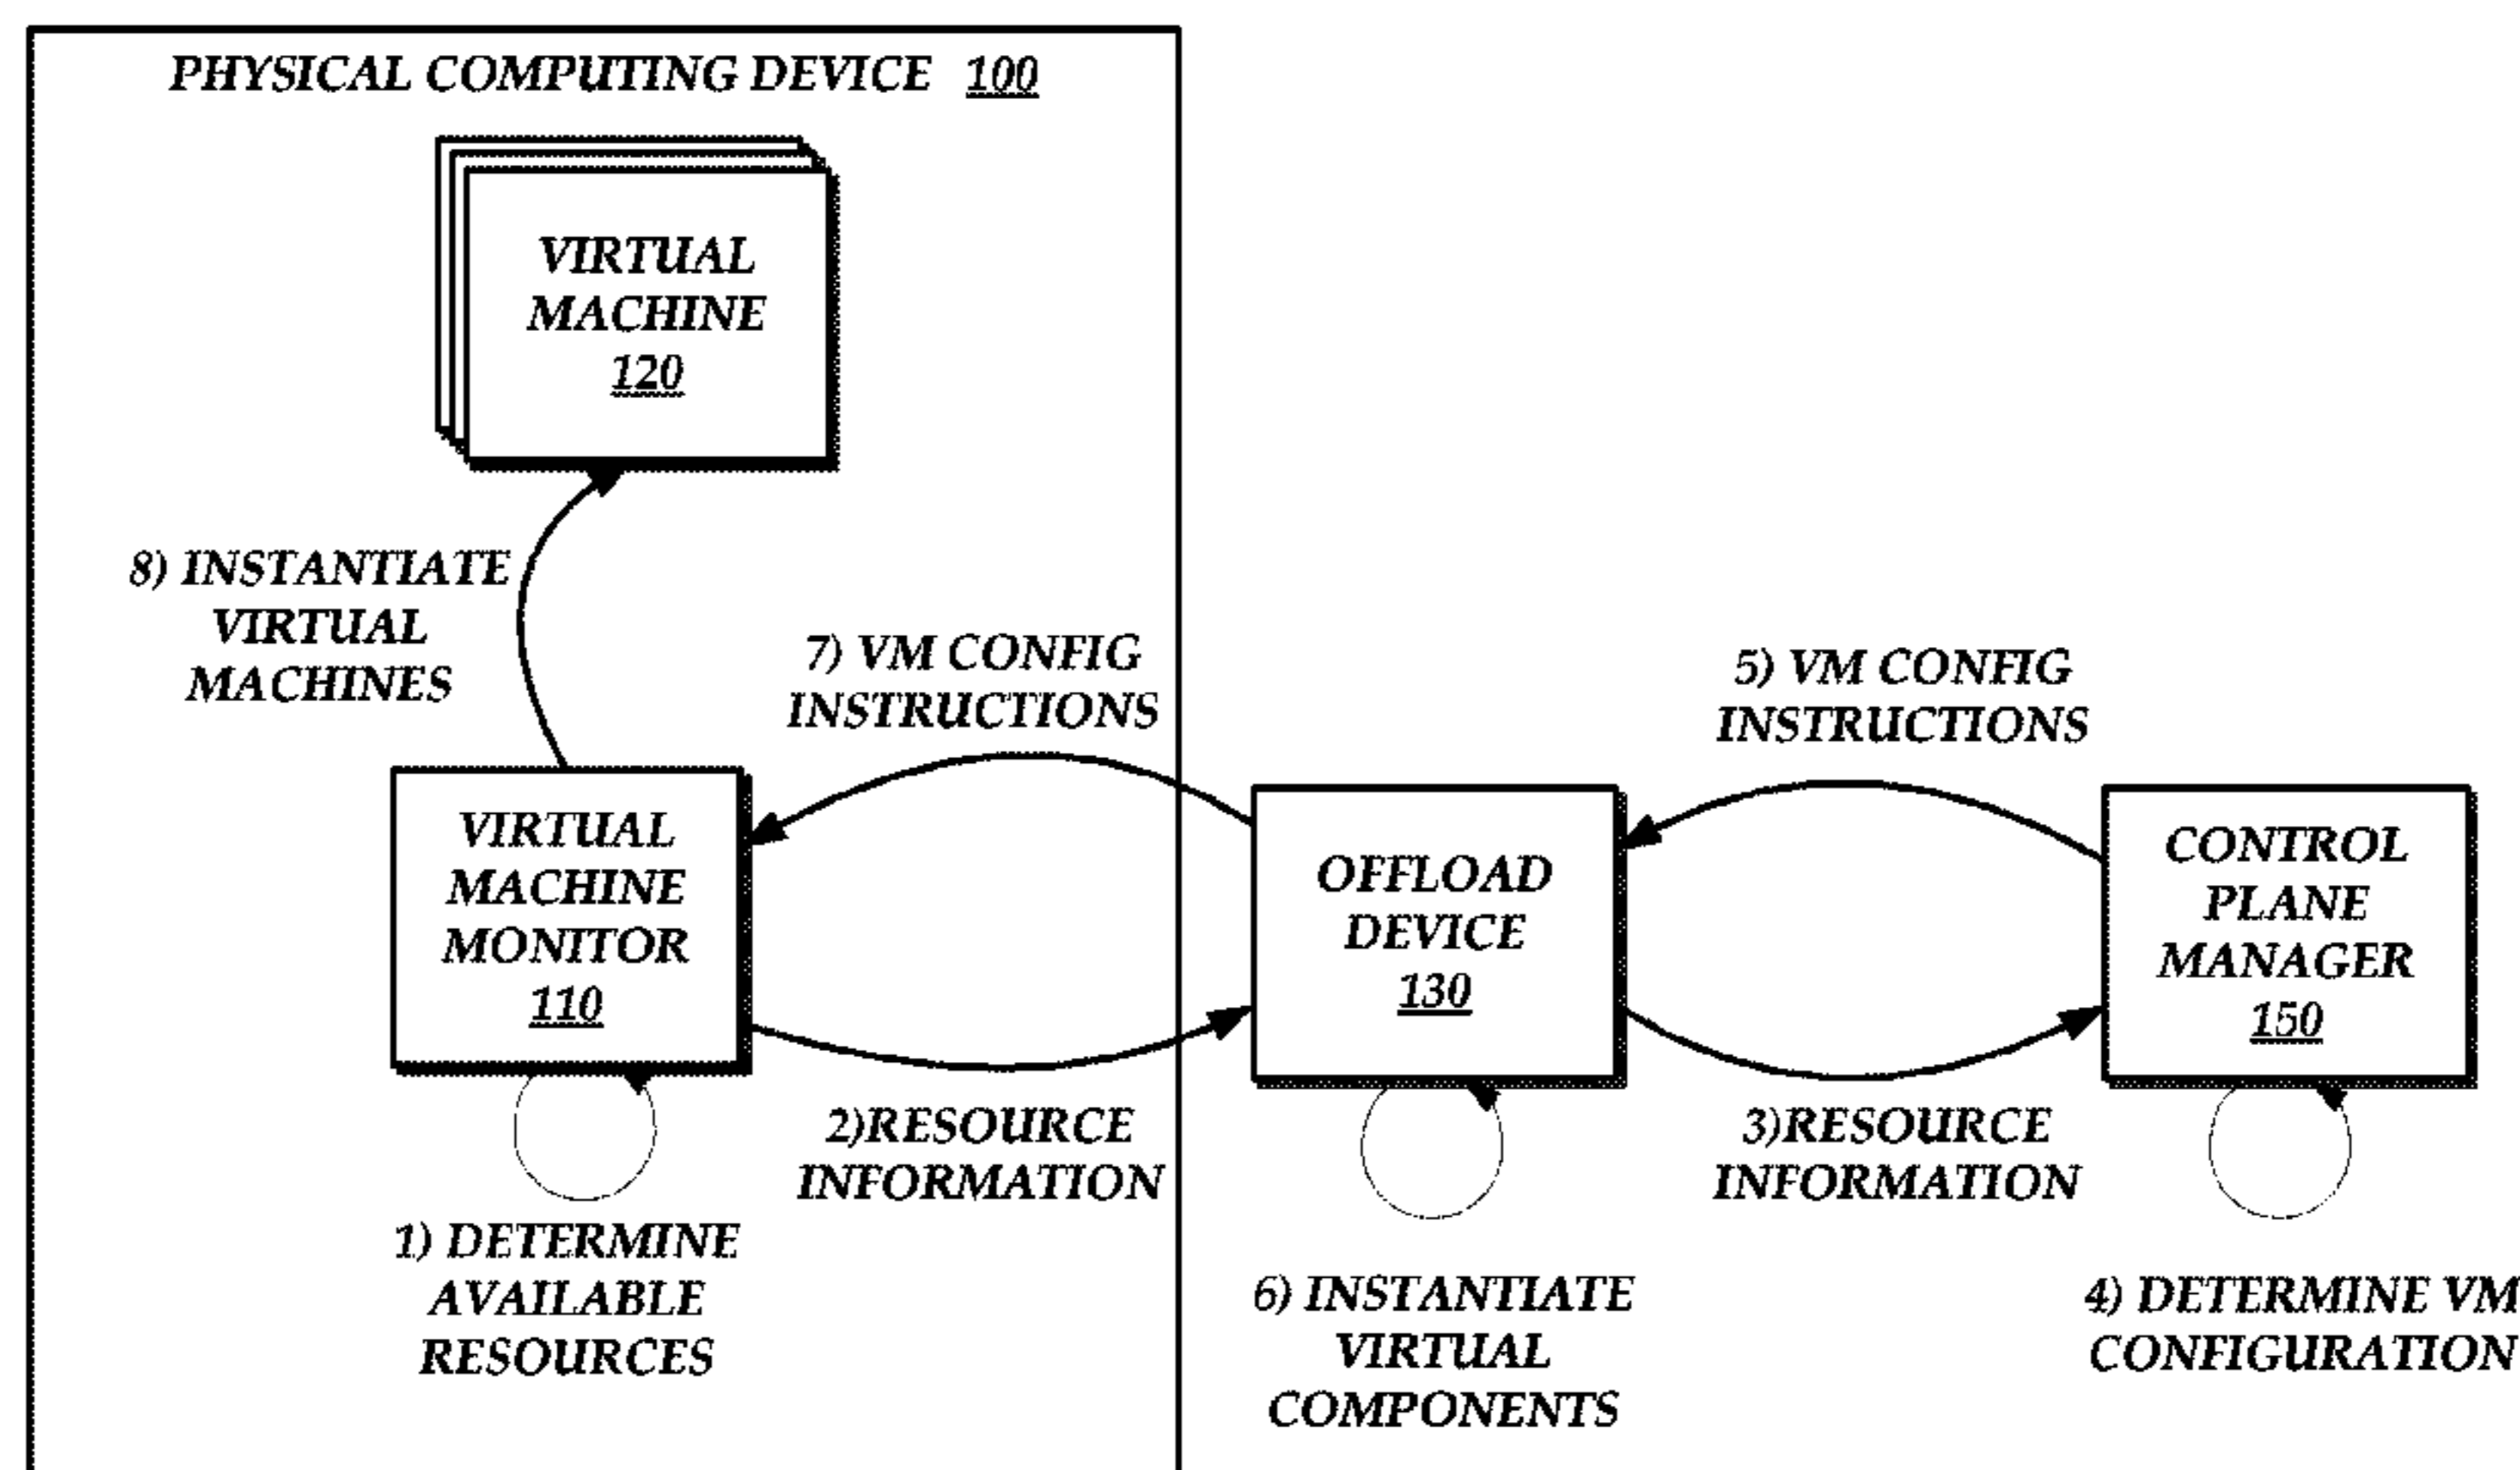 PHYSICAL COMPUTING DEVICE 100
VIRTUAL
MACHINE
120
8) INSTANTIATE
VIRTUAL
MACHINES
7) VM CONFIG
INSTRUCTIONS
5) VM CONFIG
INSTRUCTIONS
VIRTUAL
MACHINE
MONITOR
110
OFFLOAD
DEVICE
130
CONTROL
PLANE
MANAGER
150
2)RESOURCE
INFORMATION
3)RESOURCE
INFORMATION
1) DETERMINE
AVAILABLE
RESOURCES
6) INSTANTIATE
VIRTUAL
COMPONENTS
4) DETERMINE VM
CONFIGURATION